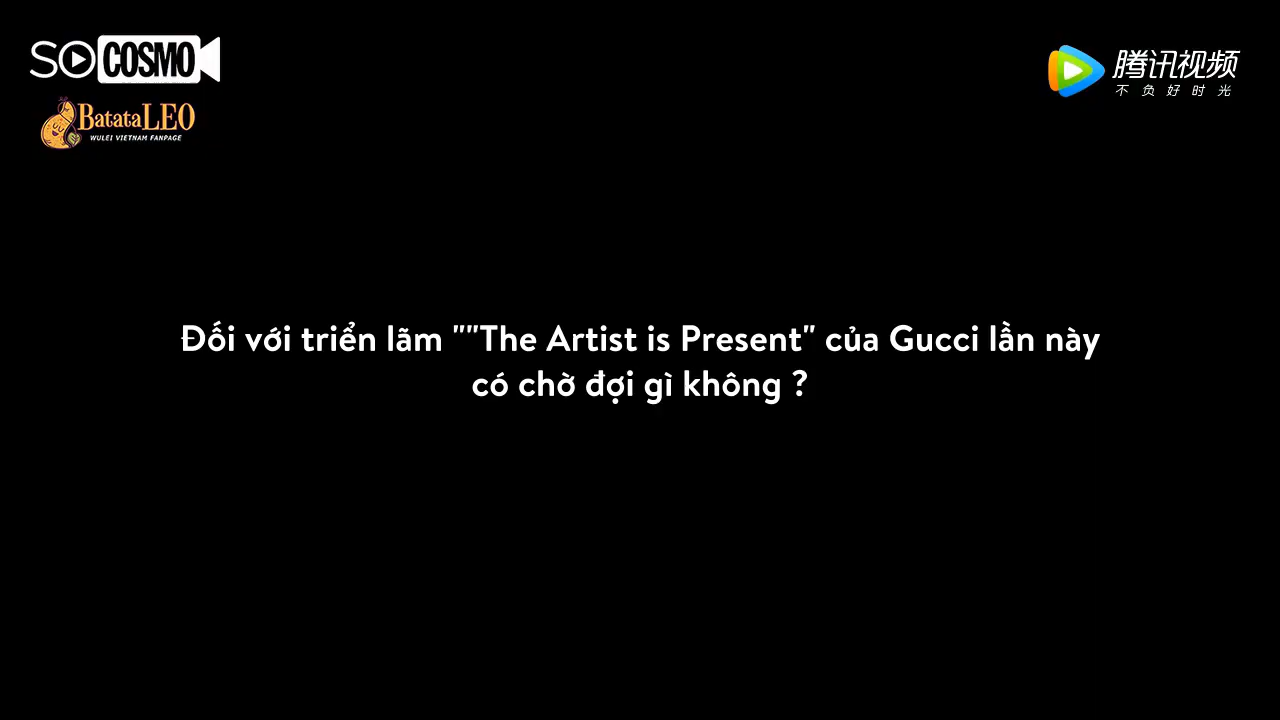 SO COSMO
BatataLEO
WULEI VIETNAM FANPAGE
腾讯视频
不负好时光
Đối với triển lãm ""The Artist is Present" của Gucci lần này
có chờ đợi gì không ?